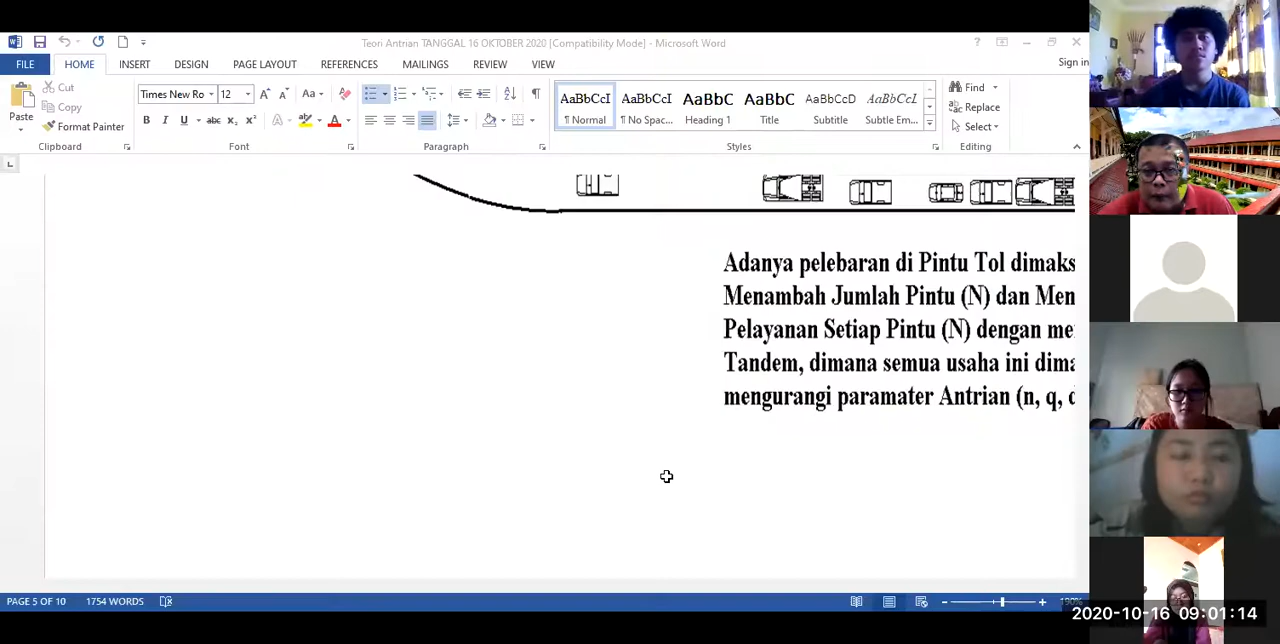 Teori Antrian TANGGAL 16 OKTOBER 2020 [Compatibility Mode] - Microsoft Word
FILE HOME INSERT DESIGN PAGE LAYOUT REFERENCES MAILINGS REVIEW VIEW Sign in
Paste
Cut
Copy
Format Painter
Clipboard
Times New Ro 12
Font
Paragraph
AaBbCcI AaBbCcI AaBbC AaBbC AaBbCcD AaBbCcI
¶ Normal ¶ No Spac... Heading 1 Title Subtitle Subtle Em...
Styles
Find
Replace
Select
Editing
Adanya pelebaran di Pintu Tol dimaks
Menambah Jumlah Pintu (N) dan Men
Pelayanan Setiap Pintu (N) dengan me
Tandem, dimana semua usaha ini dima
mengurangi paramater Antrian (n, q, d
PAGE 5 OF 10 1754 WORDS 190%
2020-10-16 09:01:14